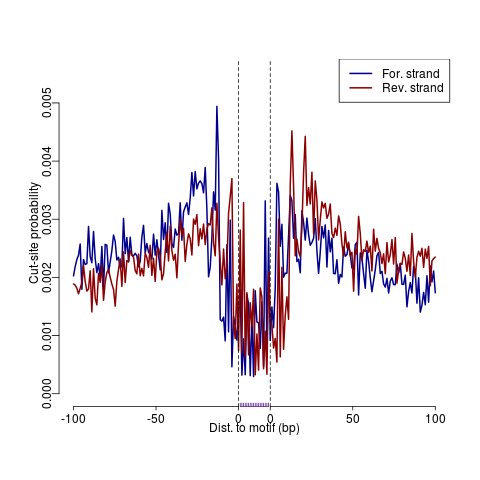 For. strand
Rev. strand
Cut-site probability
0.005
0.004
0.003
0.002
0.001
0.000
-100 -50 0 0 50 100
Dist. to motif (bp)